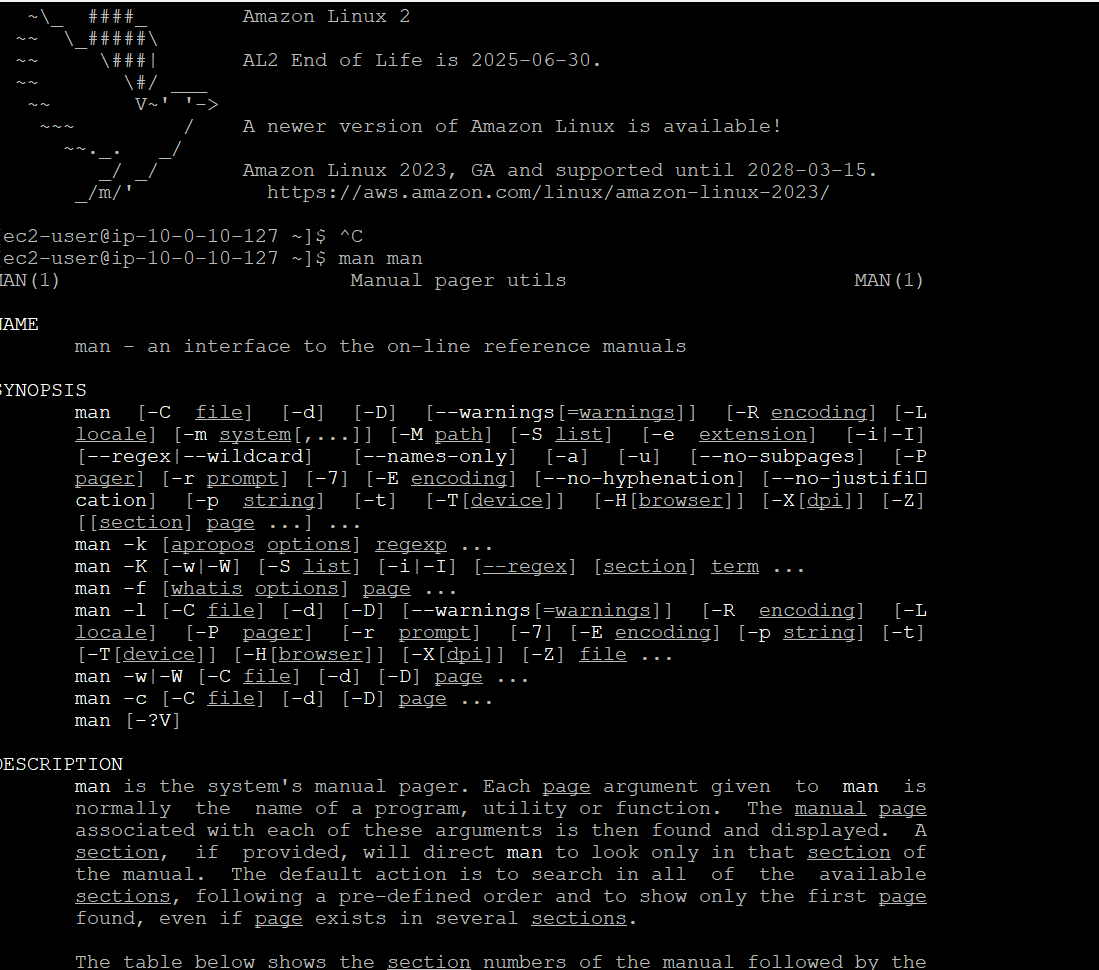 ~\_  ####_        Amazon Linux 2
~~  \_#####\
~~     \###|       AL2 End of Life is 2025-06-30.
~~       \#/ ___
~~       V~' '->
~~~         /    A newer version of Amazon Linux is available!
~~._.   _/
_/ _/       Amazon Linux 2023, GA and supported until 2028-03-15.
_/m/'           https://aws.amazon.com/linux/amazon-linux-2023/
ec2-user@ip-10-0-10-127 ~]$ ^C
ec2-user@ip-10-0-10-127 ~]$ man man
MAN(1)                        Manual pager utils                        MAN(1)
NAME
man - an interface to the on-line reference manuals
SYNOPSIS
man  [-C  file]  [-d]  [-D]  [--warnings[=warnings]]  [-R encoding] [-L
locale] [-m system[,...]] [-M path] [-S list]  [-e  extension]  [-i|-I]
[--regex|--wildcard]   [--names-only]  [-a]  [-u]  [--no-subpages]  [-P
pager] [-r prompt] [-7] [-E encoding] [--no-hyphenation] [--no-justifi□
cation]  [-p  string]  [-t]  [-T[device]]  [-H[browser]] [-X[dpi]] [-Z]
[[section] page ...] ...
man -k [apropos options] regexp ...
man -K [-w|-W] [-S list] [-i|-I] [--regex] [section] term ...
man -f [whatis options] page ...
man -l [-C file] [-d] [-D] [--warnings[=warnings]]  [-R  encoding]  [-L
locale]  [-P  pager]  [-r  prompt]  [-7] [-E encoding] [-p string] [-t]
[-T[device]] [-H[browser]] [-X[dpi]] [-Z] file ...
man -w|-W [-C file] [-d] [-D] page ...
man -c [-C file] [-d] [-D] page ...
man [-?V]
DESCRIPTION
man is the system's manual pager. Each page argument given  to  man  is
normally  the  name of a program, utility or function.  The manual page
associated with each of these arguments is then found and displayed.  A
section,  if  provided, will direct man to look only in that section of
the manual.  The default action is to search in all  of  the  available
sections, following a pre-defined order and to show only the first page
found, even if page exists in several sections.
The table below shows the section numbers of the manual followed by the